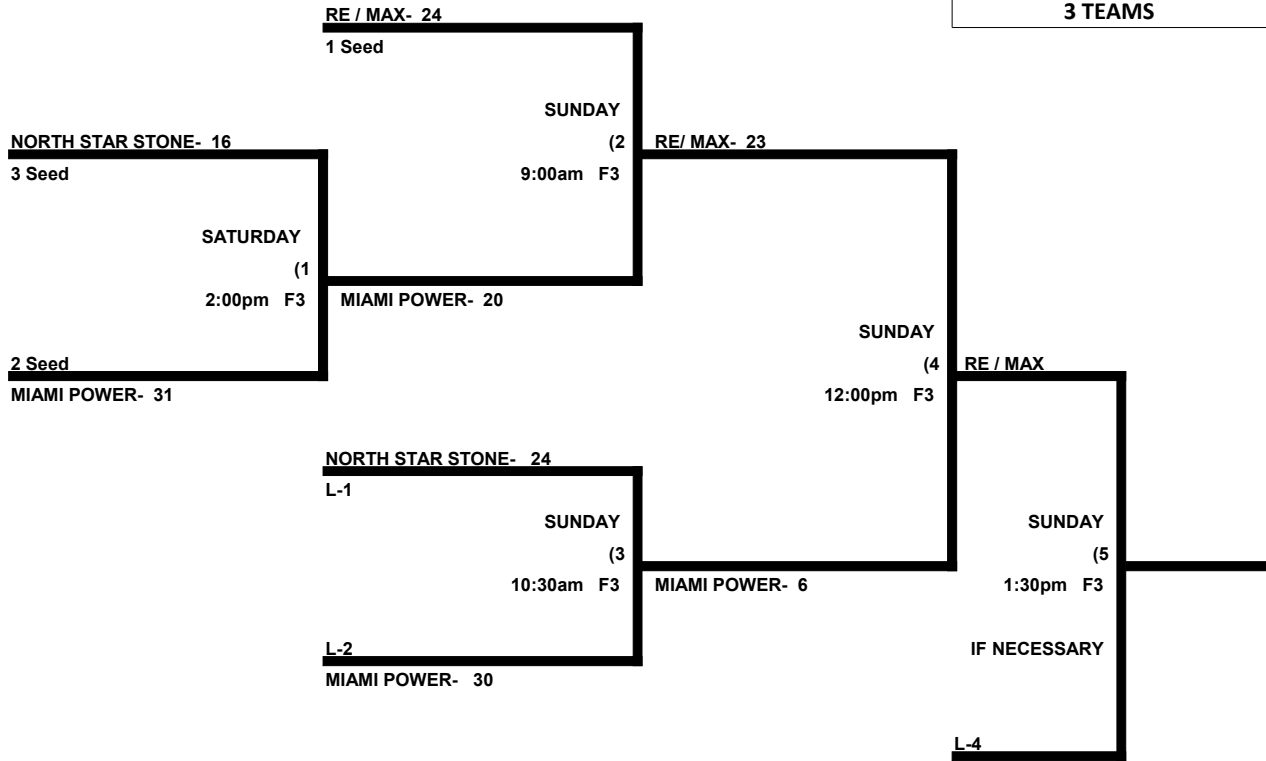 RE / MAX- 24
3 TEAMS
1 Seed
SUNDAY
NORTH STAR STONE- 16
(2
RE/ MAX- 23
3 Seed
9:00am F3
SATURDAY
(1
2:00pm F3
MIAMI POWER- 20
SUNDAY
2 Seed
(4
RE / MAX
MIAMI POWER- 31
12:00pm F3
NORTH STAR STONE- 24
L-1
SUNDAY
SUNDAY
(3
(5
10:30am F3
MIAMI POWER- 6
1:30pm F3
L-2
IF NECESSARY
MIAMI POWER- 30
L-4